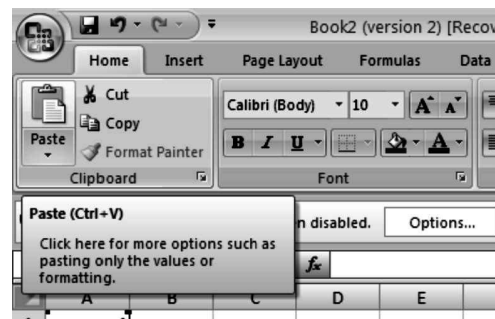 Book2 (version 2) [Recov
Home Insert Page Layout Formulas Data
Cut
Copy
Format Painter
Paste
Calibri (Body) 10 A A
B I U A
Clipboard Font
Paste (Ctrl+V)
Click here for more options such as
pasting only the values or
formatting.
n disabled. Options...
fx
A B C D E